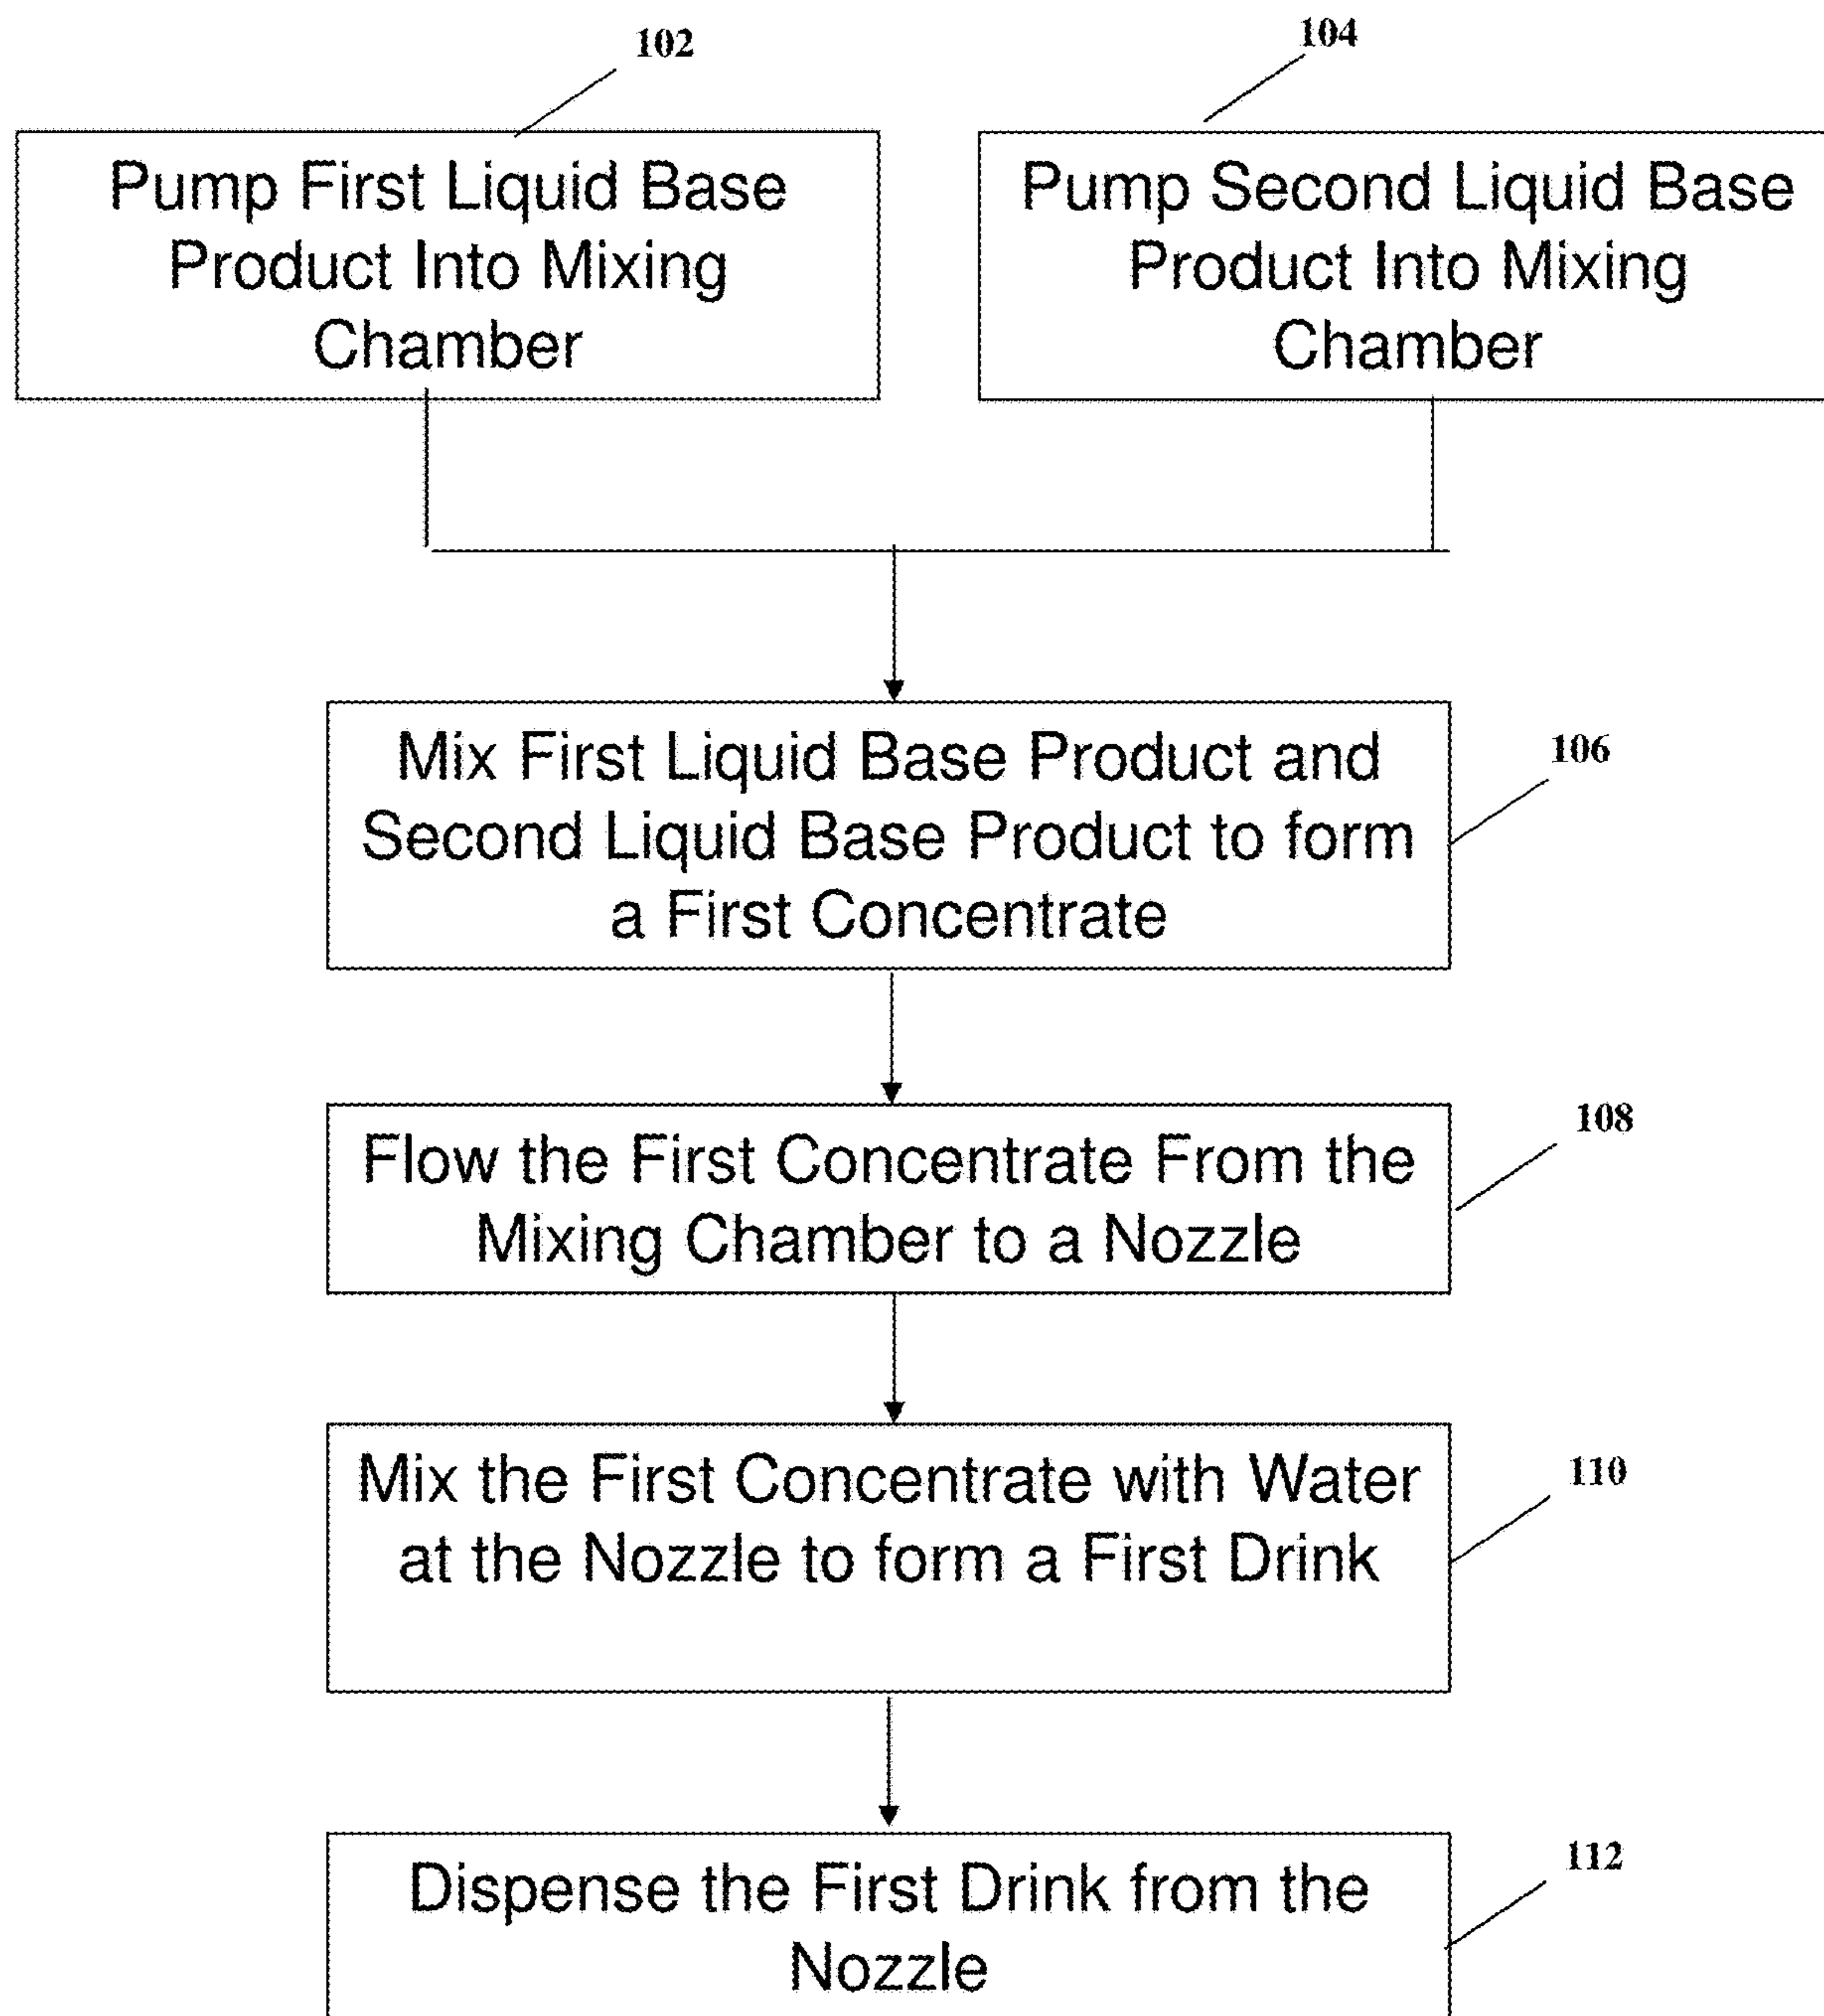 102
104
Pump First Liquid Base
Product Into Mixing
Chamber
Pump Second Liquid Base
Product Into Mixing
Chamber
Mix First Liquid Base Product and
Second Liquid Base Product to form
a First Concentrate
106
Flow the First Concentrate From the
Mixing Chamber to a Nozzle
108
Mix the First Concentrate with Water
at the Nozzle to form a First Drink
110
Dispense the First Drink from the
Nozzle
112